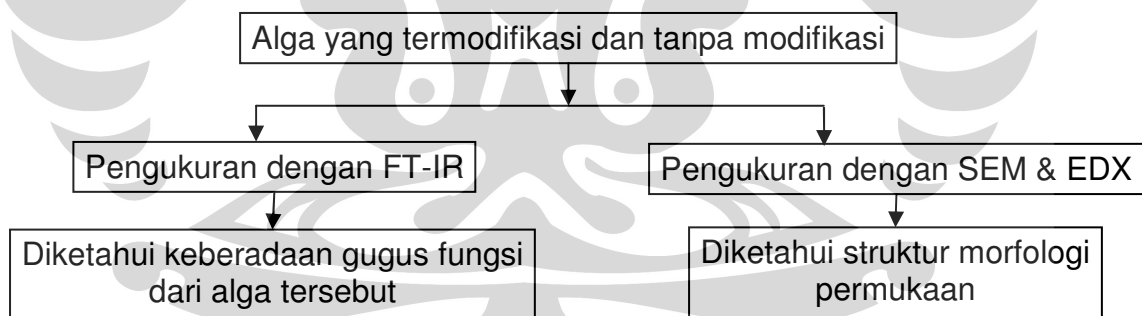 Alga yang termodifikasi dan tanpa modifikasi
Pengukuran dengan FT-IR
Pengukuran dengan SEM & EDX
Diketahui keberadaan gugus fungsi
dari alga tersebut
Diketahui struktur morfologi
permukaan